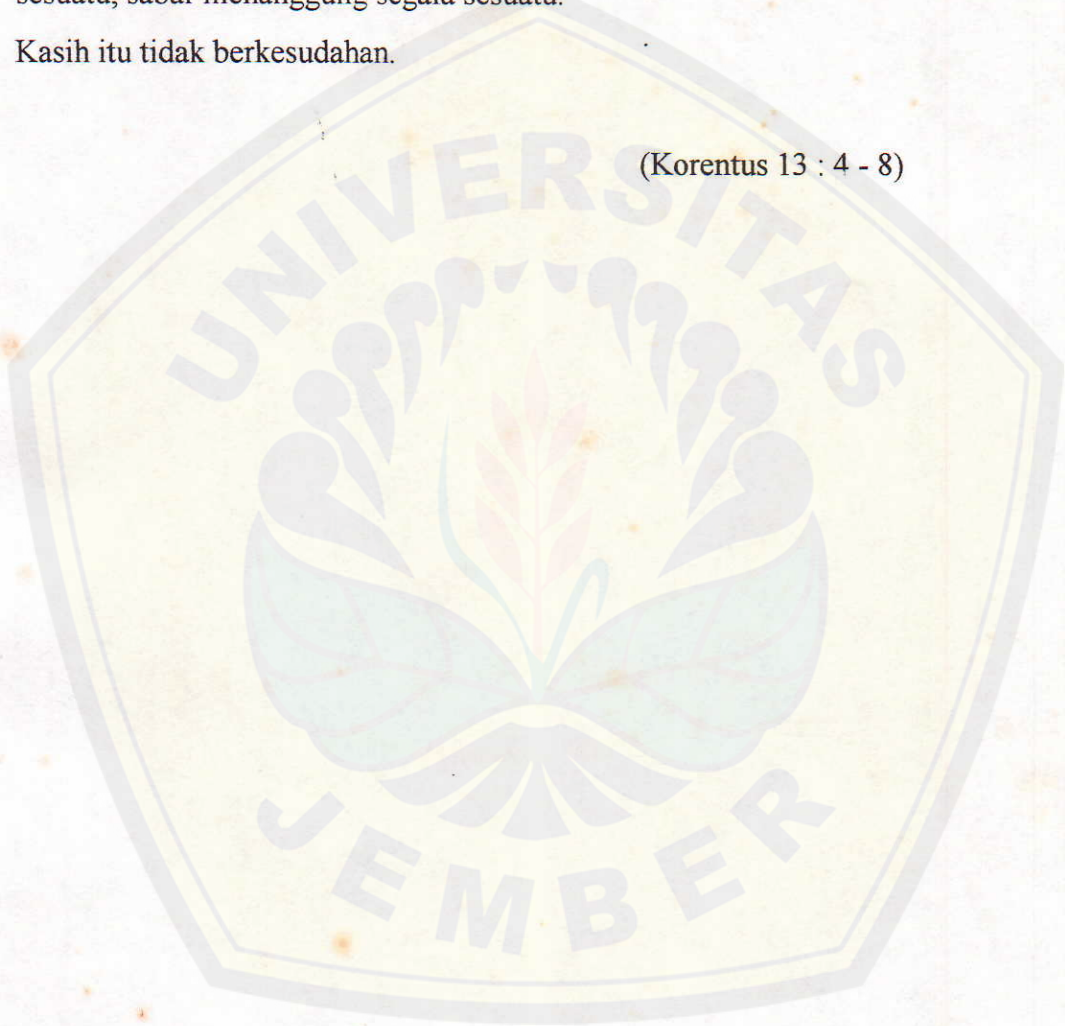 sesuatu, sabar menanggung segala sesuatu.
Kasih itu tidak berkesudahan.
(Korentus 13 : 4 - 8)
UNIVERSITAS
JEMBER